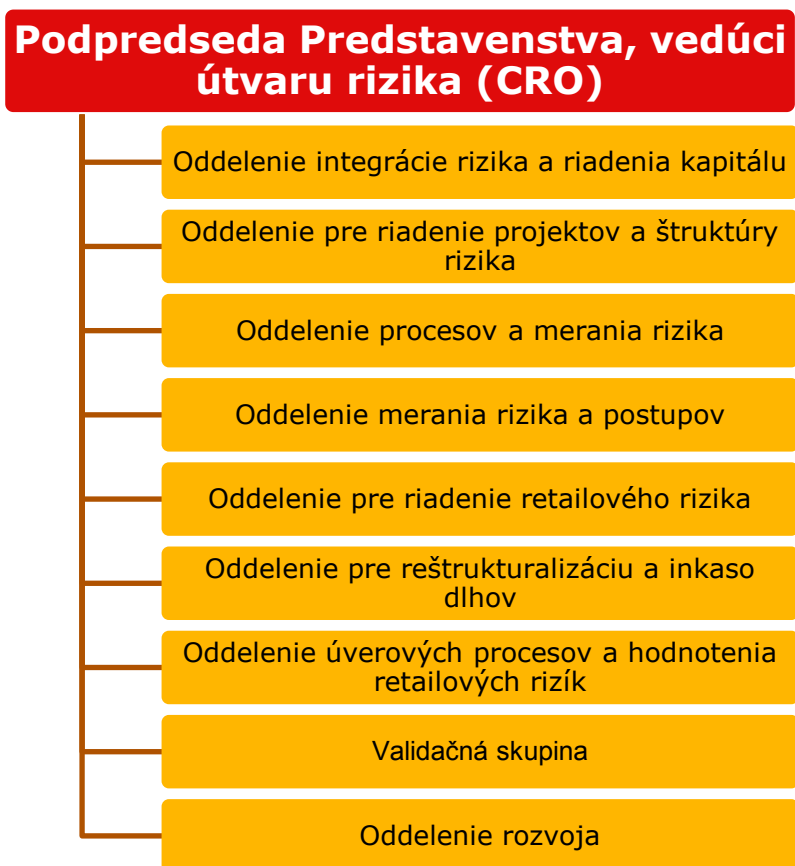 Podpredseda Predstavenstva, vedúci
útvaru rizika (CRO)
Oddelenie integrácie rizika a riadenia kapitálu
Oddelenie pre riadenie projektov a štruktúry
rizika
Oddelenie procesov a merania rizika
Oddelenie merania rizika a postupov
Oddelenie pre riadenie retailového rizika
Oddelenie pre reštrukturalizáciu a inkaso
dlhov
Oddelenie úverových procesov a hodnotenia
retailových rizík
Validačná skupina
Oddelenie rozvoja